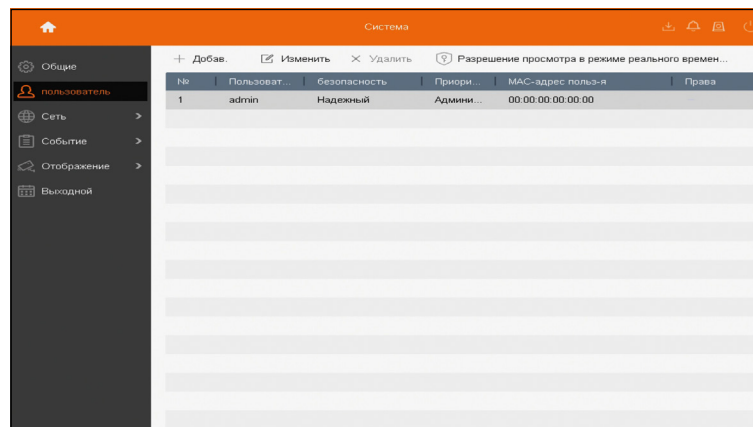 Система
Общие
пользователь
Сеть
Событие
Отображение
Выходной
Добав. Изменить Удалить Разрешение просмотра в режиме реального времен...
№ Пользоват... безопасность Приори... MAC-адрес польз-я Права
1 admin Надежный Админи... 00:00:00:00:00:00